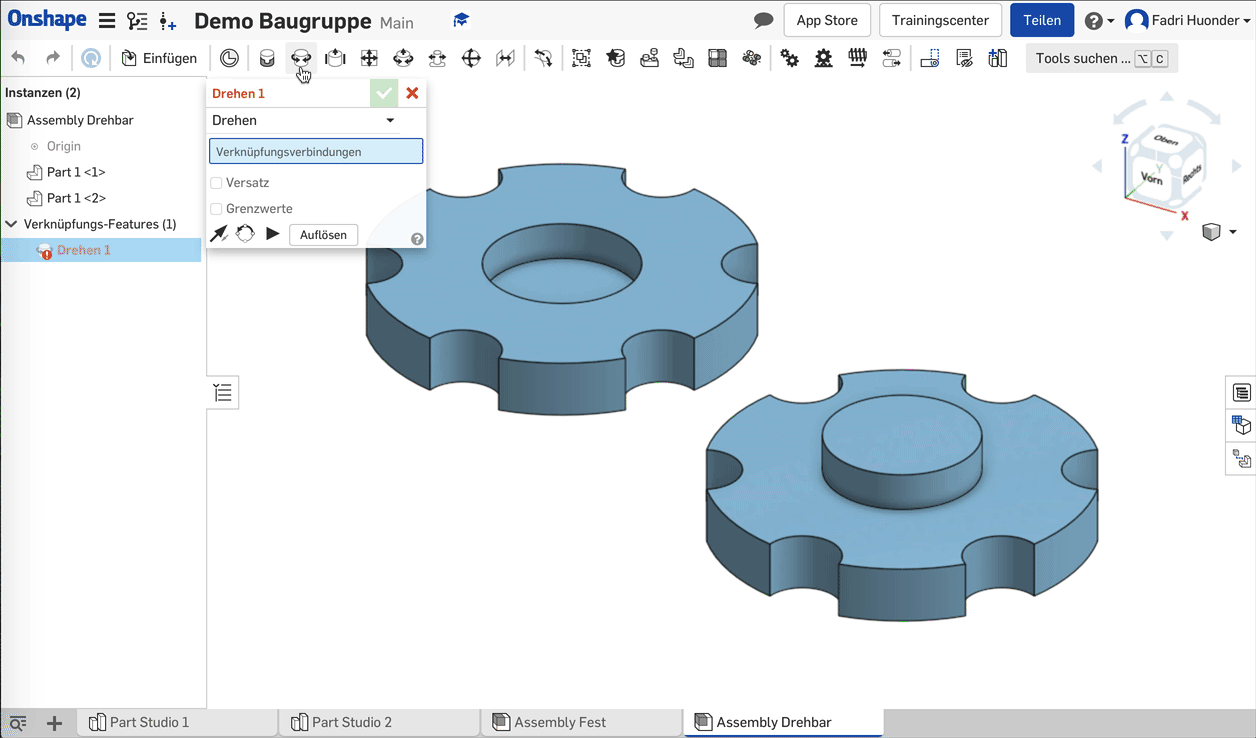 Onshape Demo Baugruppe Main App Store Trainingscenter Teilen ? Fadri Huonder
Einfügen Tools suchen ... ⌥ C
Instanzen (2)
Assembly Drehbar
Origin
Part 1 <1>
Part 1 <2>
Verknüpfungs-Features (1)
Drehen 1
Drehen 1
Drehen
Verknüpfungsverbindungen
Versatz
Grenzwerte
Auflösen ?
Z
Oben
Y
Vorn
Rechts
X
Part Studio 1 Part Studio 2 Assembly Fest Assembly Drehbar